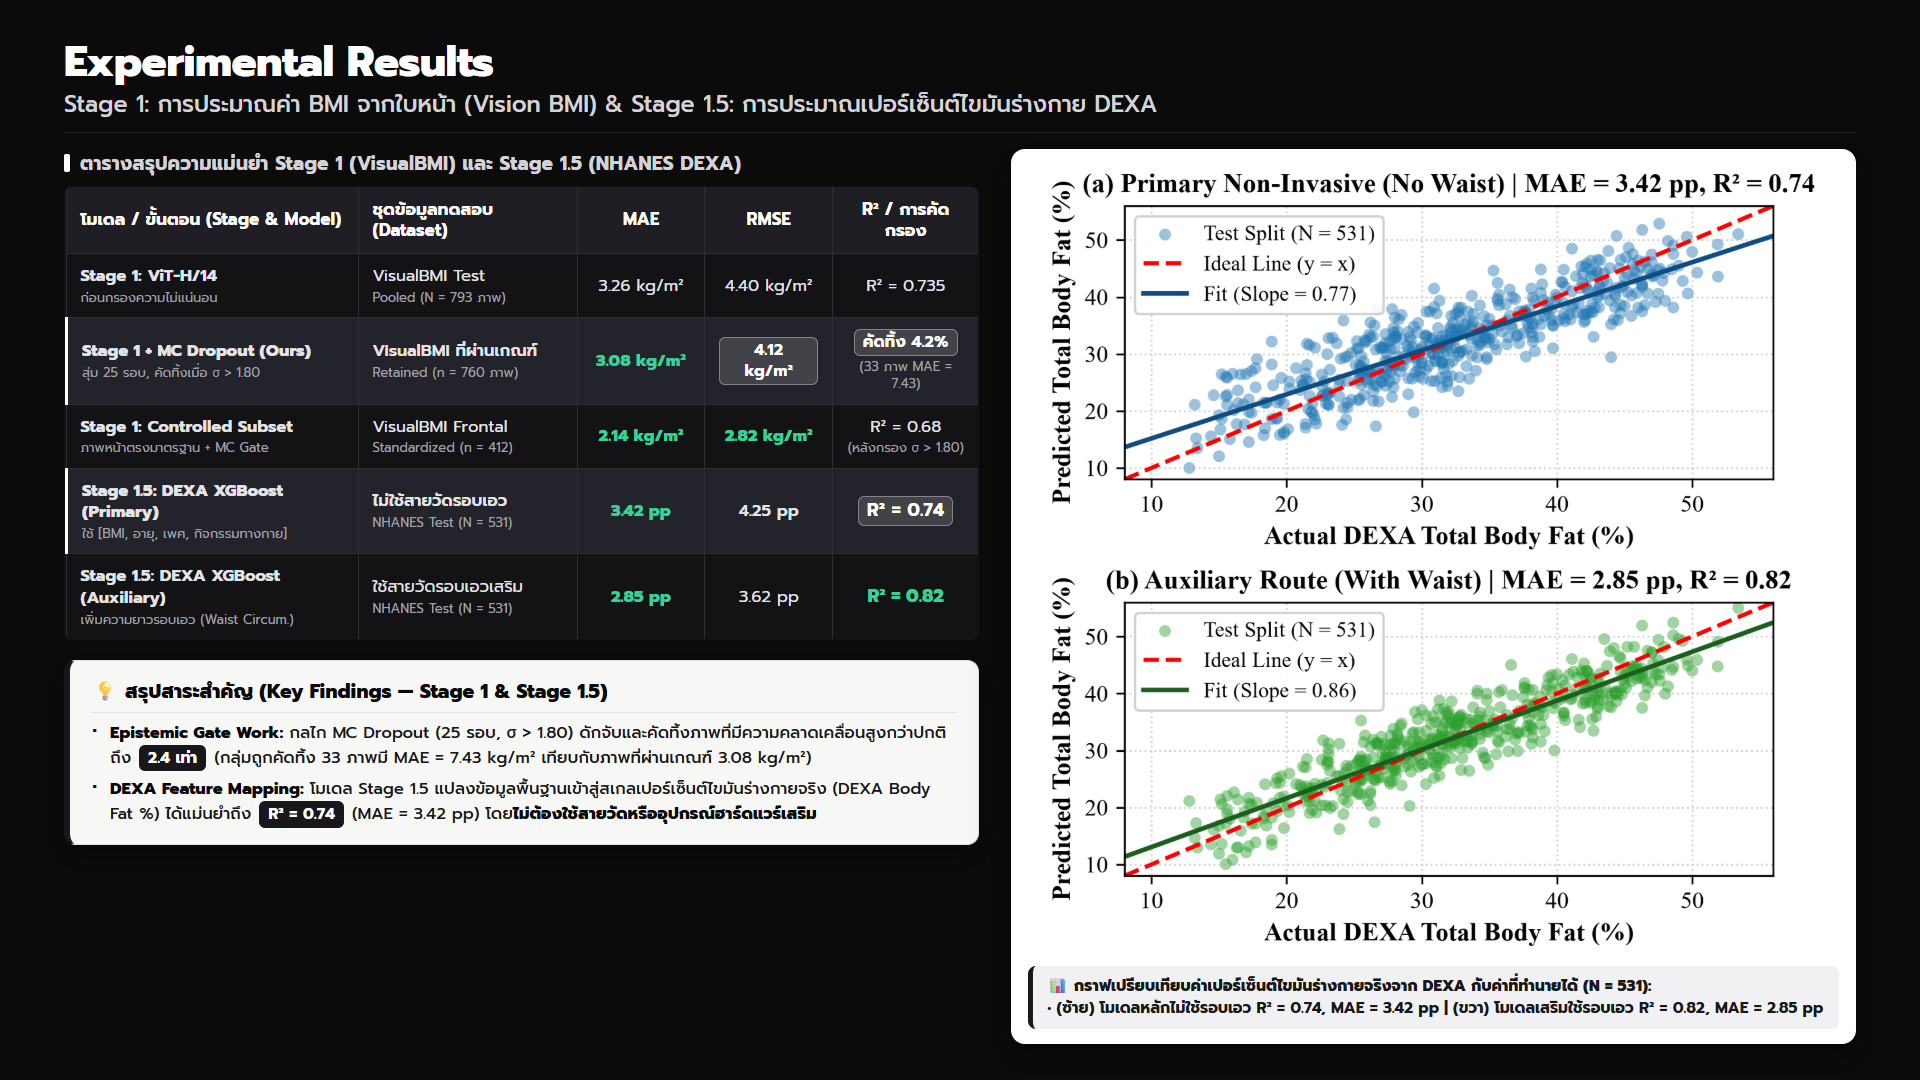 Experimental Results
Stage 1: การประมาณค่า BMI จากใบหน้า (Vision BMI) & Stage 1.5: การประมาณเปอร์เซ็นต์ไขมันร่างกาย DEXA
ตารางสรุปความแม่นยำ Stage 1 (VisualBMI) และ Stage 1.5 (NHANES DEXA)
โมเดล / ขั้นตอน (Stage & Model)
ชุดข้อมูลทดสอบ
(Dataset)
MAE
RMSE
R² / การคัด
กรอง
Stage 1: ViT-H/14
ก่อนกรองความไม่แน่นอน
VisualBMI Test
Pooled (N = 793 ภาพ)
3.26 kg/m²
4.40 kg/m²
R² = 0.735
Stage 1 + MC Dropout (Ours)
สุ่ม 25 รอบ, คัดทิ้งเมื่อ σ > 1.80
VisualBMI ที่ผ่านเกณฑ์
Retained (n = 760 ภาพ)
3.08 kg/m²
4.12
kg/m²
คัดทิ้ง 4.2%
(33 ภาพ MAE =
7.43)
Stage 1: Controlled Subset
ภาพหน้าตรงมาตรฐาน + MC Gate
VisualBMI Frontal
Standardized (n = 412)
2.14 kg/m²
2.82 kg/m²
R² = 0.68
(หลังกรอง σ > 1.80)
Stage 1.5: DEXA XGBoost
(Primary)
ใช้ [BMI, อายุ, เพศ, กิจกรรมทางกาย]
ไม่ใช้สายวัดรอบเอว
NHANES Test (N = 531)
3.42 pp
4.25 pp
R² = 0.74
Stage 1.5: DEXA XGBoost
(Auxiliary)
เพิ่มความยาวรอบเอว (Waist Circum.)
ใช้สายวัดรอบเอวเสริม
NHANES Test (N = 531)
2.85 pp
3.62 pp
R² = 0.82
💡 สรุปสาระสำคัญ (Key Findings — Stage 1 & Stage 1.5)
· Epistemic Gate Work: กลไก MC Dropout (25 รอบ, σ > 1.80) ดักจับและคัดทิ้งภาพที่มีความคลาดเคลื่อนสูงกว่าปกติ
ถึง 2.4 เท่า (กลุ่มถูกคัดทิ้ง 33 ภาพมี MAE = 7.43 kg/m² เทียบกับภาพที่ผ่านเกณฑ์ 3.08 kg/m²)
· DEXA Feature Mapping: โมเดล Stage 1.5 แปลงข้อมูลพื้นฐานเข้าสู่สเกลเปอร์เซ็นต์ไขมันร่างกายจริง (DEXA Body
Fat %) ได้แม่นยำถึง R² = 0.74 (MAE = 3.42 pp) โดยไม่ต้องใช้สายวัดหรืออุปกรณ์ฮาร์ดแวร์เสริม
(a) Primary Non-Invasive (No Waist) | MAE = 3.42 pp, R² = 0.74
Predicted Total Body Fat (%)
50
40
30
20
10
Test Split (N = 531)
Ideal Line (y = x)
Fit (Slope = 0.77)
10 20 30 40 50
Actual DEXA Total Body Fat (%)
(b) Auxiliary Route (With Waist) | MAE = 2.85 pp, R² = 0.82
Predicted Total Body Fat (%)
50
40
30
20
10
Test Split (N = 531)
Ideal Line (y = x)
Fit (Slope = 0.86)
10 20 30 40 50
Actual DEXA Total Body Fat (%)
📊 กราฟเปรียบเทียบค่าเปอร์เซ็นต์ไขมันร่างกายจริงจาก DEXA กับค่าที่ทำนายได้ (N = 531):
· (ซ้าย) โมเดลหลักไม่ใช้รอบเอว R² = 0.74, MAE = 3.42 pp | (ขวา) โมเดลเสริมใช้รอบเอว R² = 0.82, MAE = 2.85 pp